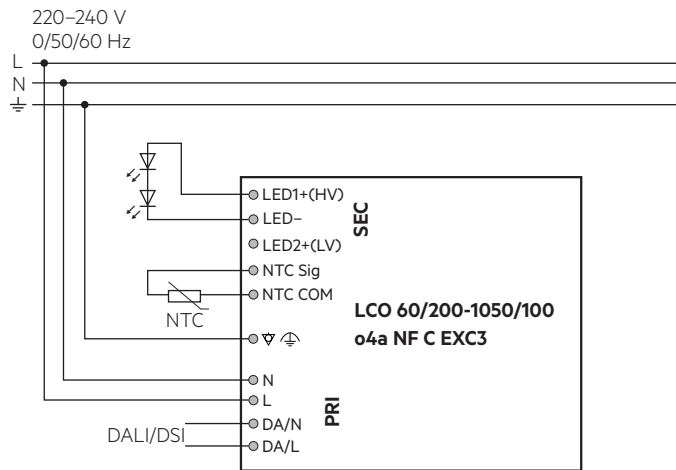 220–240 V
0/50/60 Hz
L
N
LED1+(HV)
LED–
LED2+(LV)
NTC Sig
NTC COM
SEC
NTC
LCO 60/200-1050/100
o4a NF C EXC3
N
L
DA/N
DA/L
PRI
DALI/DSI